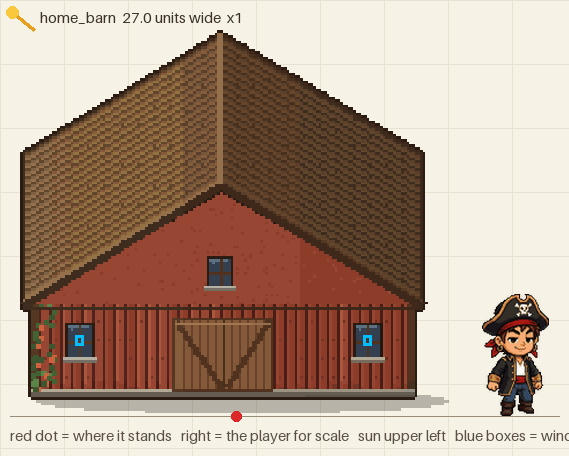 home_barn  27.0 units wide  x1
red dot = where it stands   right = the player for scale   sun upper left   blue boxes = wind